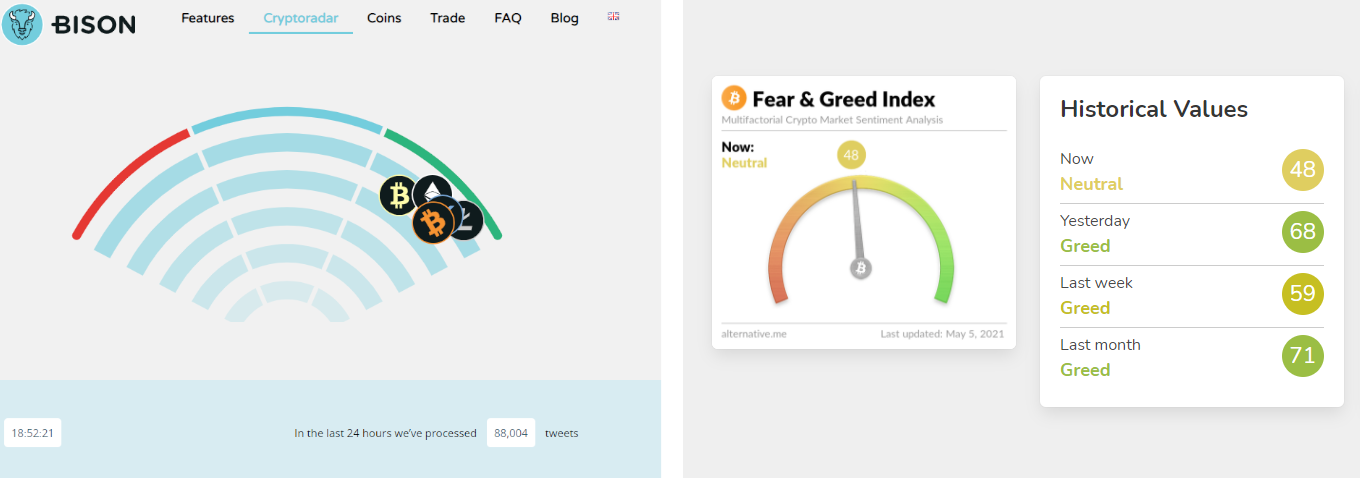 BISON
Features Cryptoradar Coins Trade FAQ Blog
18:52:21 In the last 24 hours we've processed 88,004 tweets
Fear & Greed Index
Multifactorial Crypto Market Sentiment Analysis
Now:
Neutral
48
alternative.me Last updated: May 5, 2021
Historical Values
Now
Neutral
48
Yesterday
Greed
68
Last week
Greed
59
Last month
Greed
71